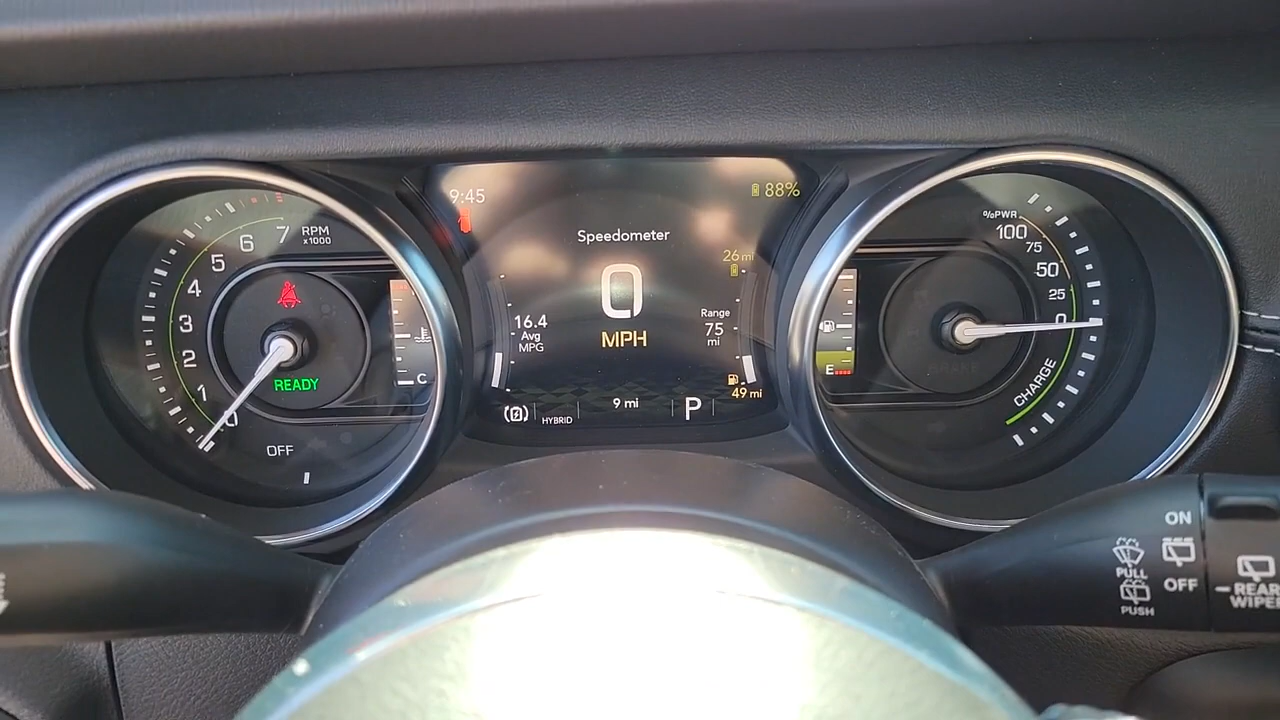 7
RPM
x1000
6
5
4
3
2
1
0
READY
OFF
C
9:45
88%
Speedometer
26 mi
0
MPH
16.4
Avg
MPG
Range
75
mi
49 mi
HYBRID
9 mi
P
%PWR
100
75
50
25
0
CHARGE
E
BRAKE
ON
PULL
PUSH
OFF
REAR
WIPER